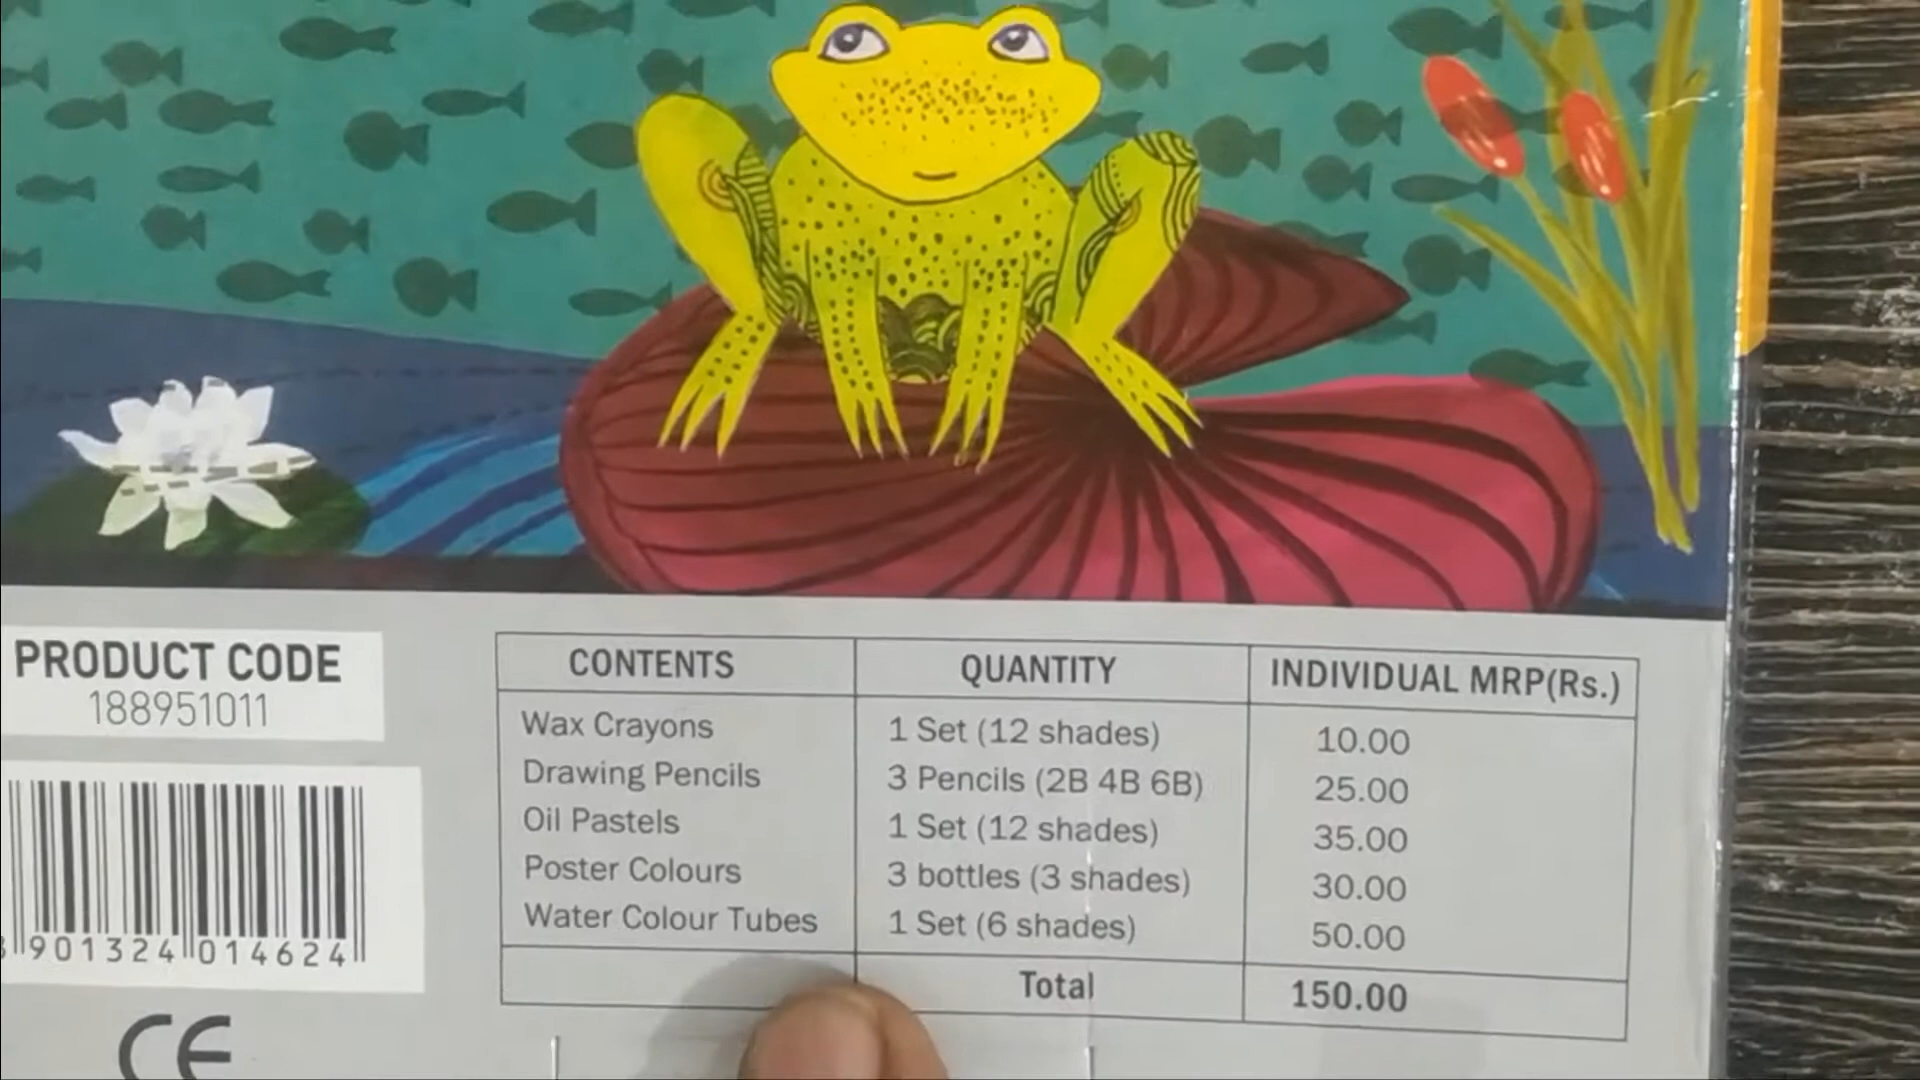 PRODUCT CODE
188951011
901324 014624
CE
CONTENTS QUANTITY INDIVIDUAL MRP(Rs.)
Wax Crayons 1 Set (12 shades) 10.00
Drawing Pencils 3 Pencils (2B 4B 6B) 25.00
Oil Pastels 1 Set (12 shades) 35.00
Poster Colours 3 bottles (3 shades) 30.00
Water Colour Tubes 1 Set (6 shades) 50.00
Total 150.00